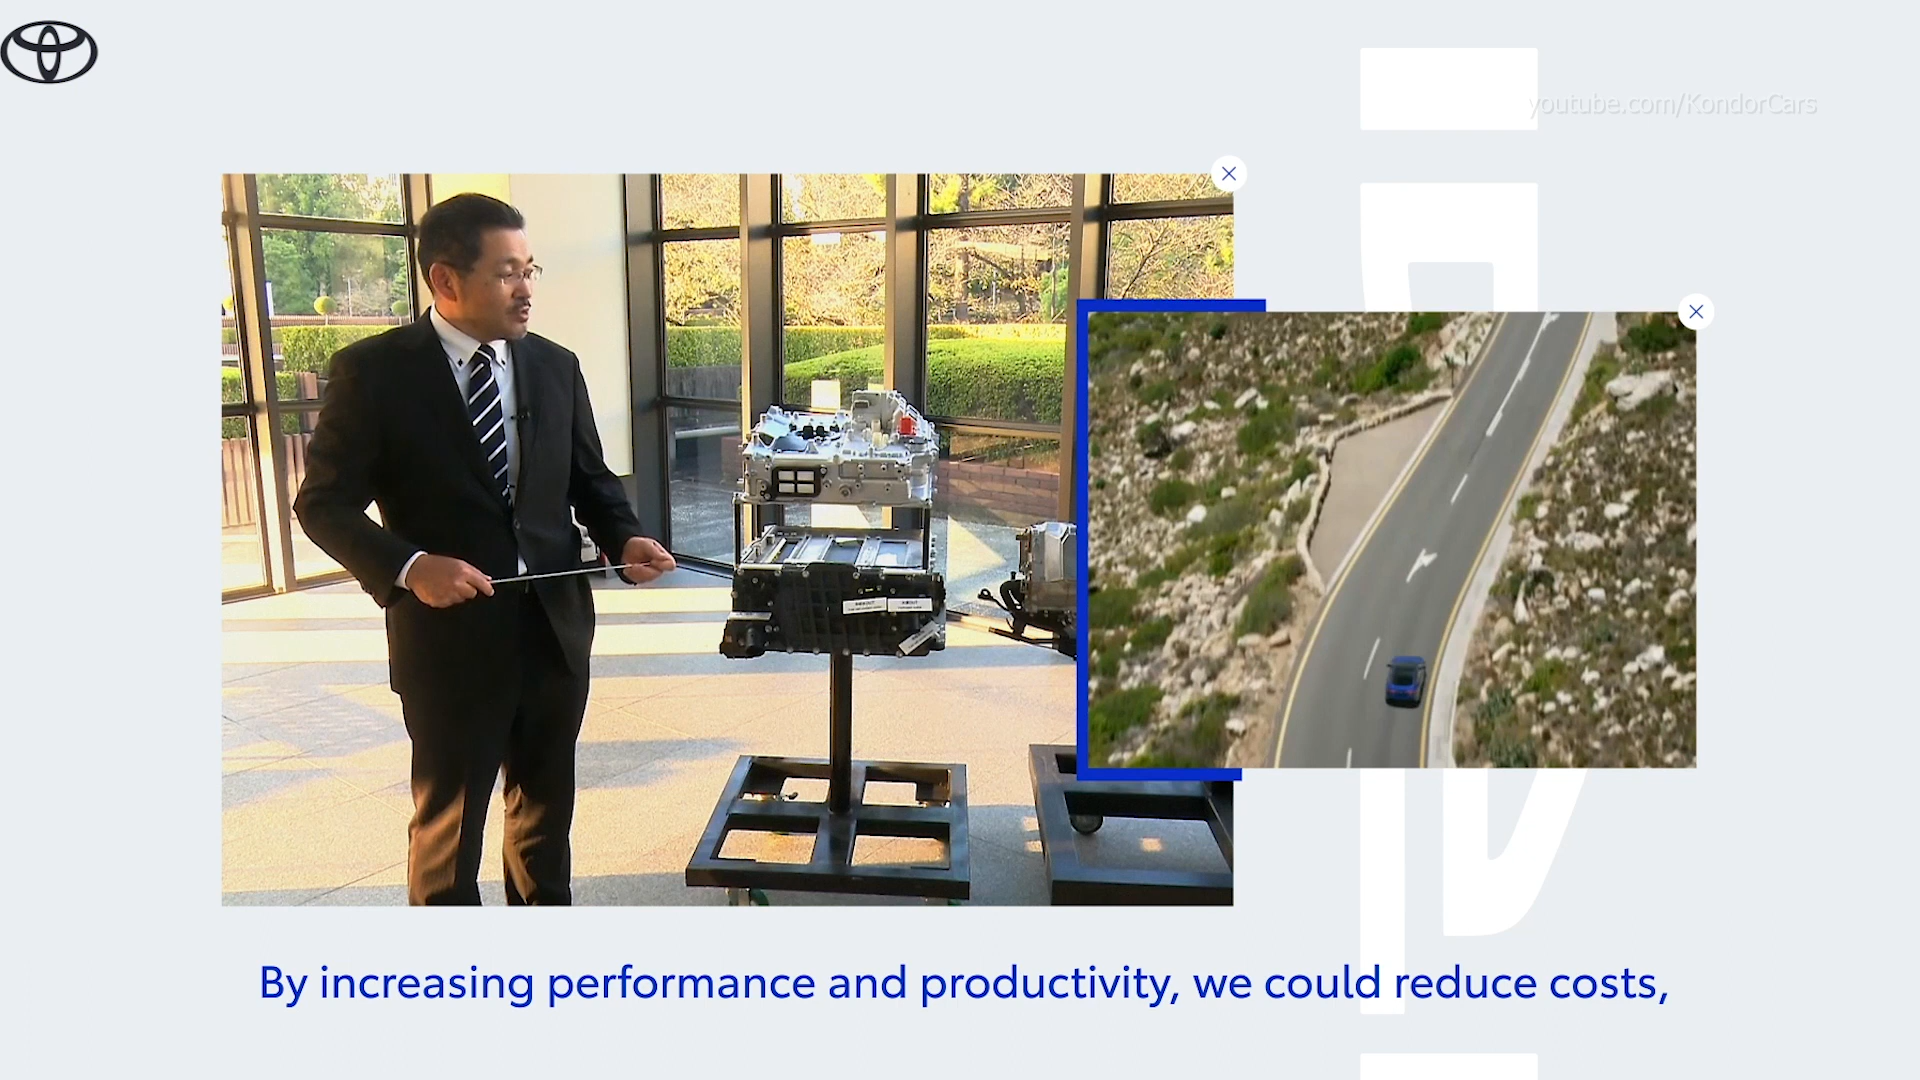 youtube.com/KondorCars
By increasing performance and productivity, we could reduce costs,